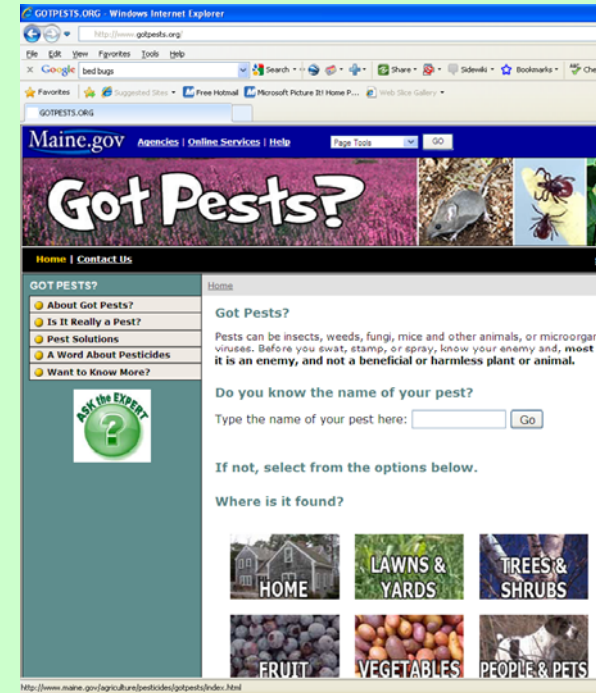 GOTPESTS.ORG - Windows Internet Explorer
http://www.gotpests.org/
File Edit View Favorites Tools Help
x Google bed bugs Search Share Sidewiki Bookmarks Che
Favorites Suggested Sites Free Hotmail Microsoft Picture It! Home P... Web Slice Gallery
GOTPESTS.ORG
Maine.gov Agencies | Online Services | Help Page Tools GO
Got Pests?
Home | Contact Us
GOT PESTS?
About Got Pests?
Is It Really a Pest?
Pest Solutions
A Word About Pesticides
Want to Know More?
ASK the EXPERT
?
Home
Got Pests?
Pests can be insects, weeds, fungi, mice and other animals, or microorgan
viruses. Before you swat, stamp, or spray, know your enemy and, most
it is an enemy, and not a beneficial or harmless plant or animal.
Do you know the name of your pest?
Type the name of your pest here: Go
If not, select from the options below.
Where is it found?
HOME
LAWNS & YARDS
TREES & SHRUBS
FRUIT
VEGETABLES
PEOPLE & PETS
http://www.maine.gov/agriculture/pesticides/gotpests/index.html